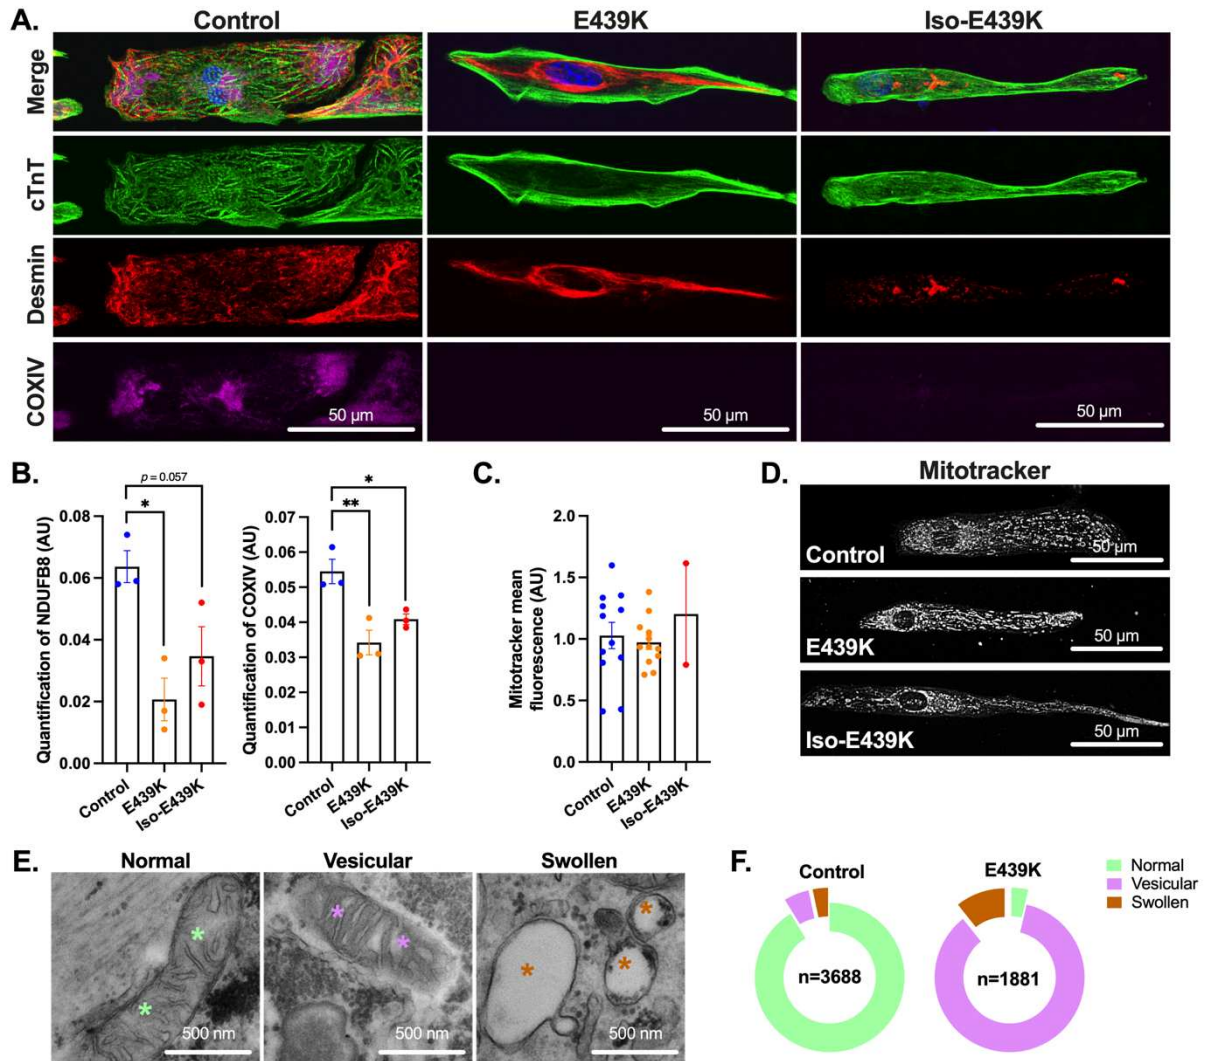 A.
Control
E439K
Iso-E439K
Merge
cTnT
Desmin
COXIV
50 µm
50 µm
50 µm
B.
Quantification of NDUFB8 (AU)
0.08
0.06
0.04
0.02
0.00
p = 0.057
*
Control
E439K
Iso-E439K
Quantification of COXIV (AU)
0.07
0.06
0.05
0.04
0.03
0.02
0.01
0.00
*
**
Control
E439K
Iso-E439K
C.
Mitotracker mean
fluorescence (AU)
2.0
1.5
1.0
0.5
0.0
Control
E439K
Iso-E439K
D.
Mitotracker
Control
50 µm
E439K
50 µm
Iso-E439K
50 µm
E.
Normal
Vesicular
Swollen
* * * * * * *
500 nm
500 nm
500 nm
F.
Control
n=3688
E439K
n=1881
Normal
Vesicular
Swollen